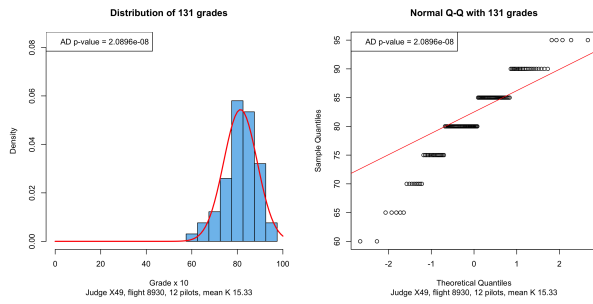 Distribution of 131 grades
AD p-value = 2.0896e-08
Density
0.00
0.02
0.04
0.06
0.08
0
20
40
60
80
100
Grade x 10
Judge X49, flight 8930, 12 pilots, mean K 15.33
Normal Q-Q with 131 grades
AD p-value = 2.0896e-08
Sample Quantiles
60
65
70
75
80
85
90
95
-2
-1
0
1
2
Theoretical Quantiles
Judge X49, flight 8930, 12 pilots, mean K 15.33